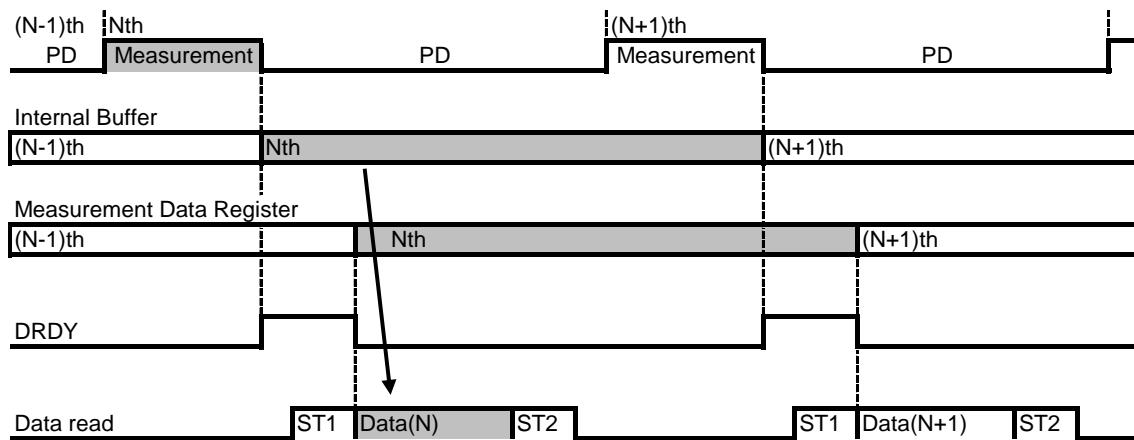 (N-1)th Nth (N+1)th
PD Measurement PD Measurement PD
Internal Buffer
(N-1)th Nth (N+1)th
Measurement Data Register
(N-1)th Nth (N+1)th
DRDY
Data read ST1 Data(N) ST2 ST1 Data(N+1) ST2